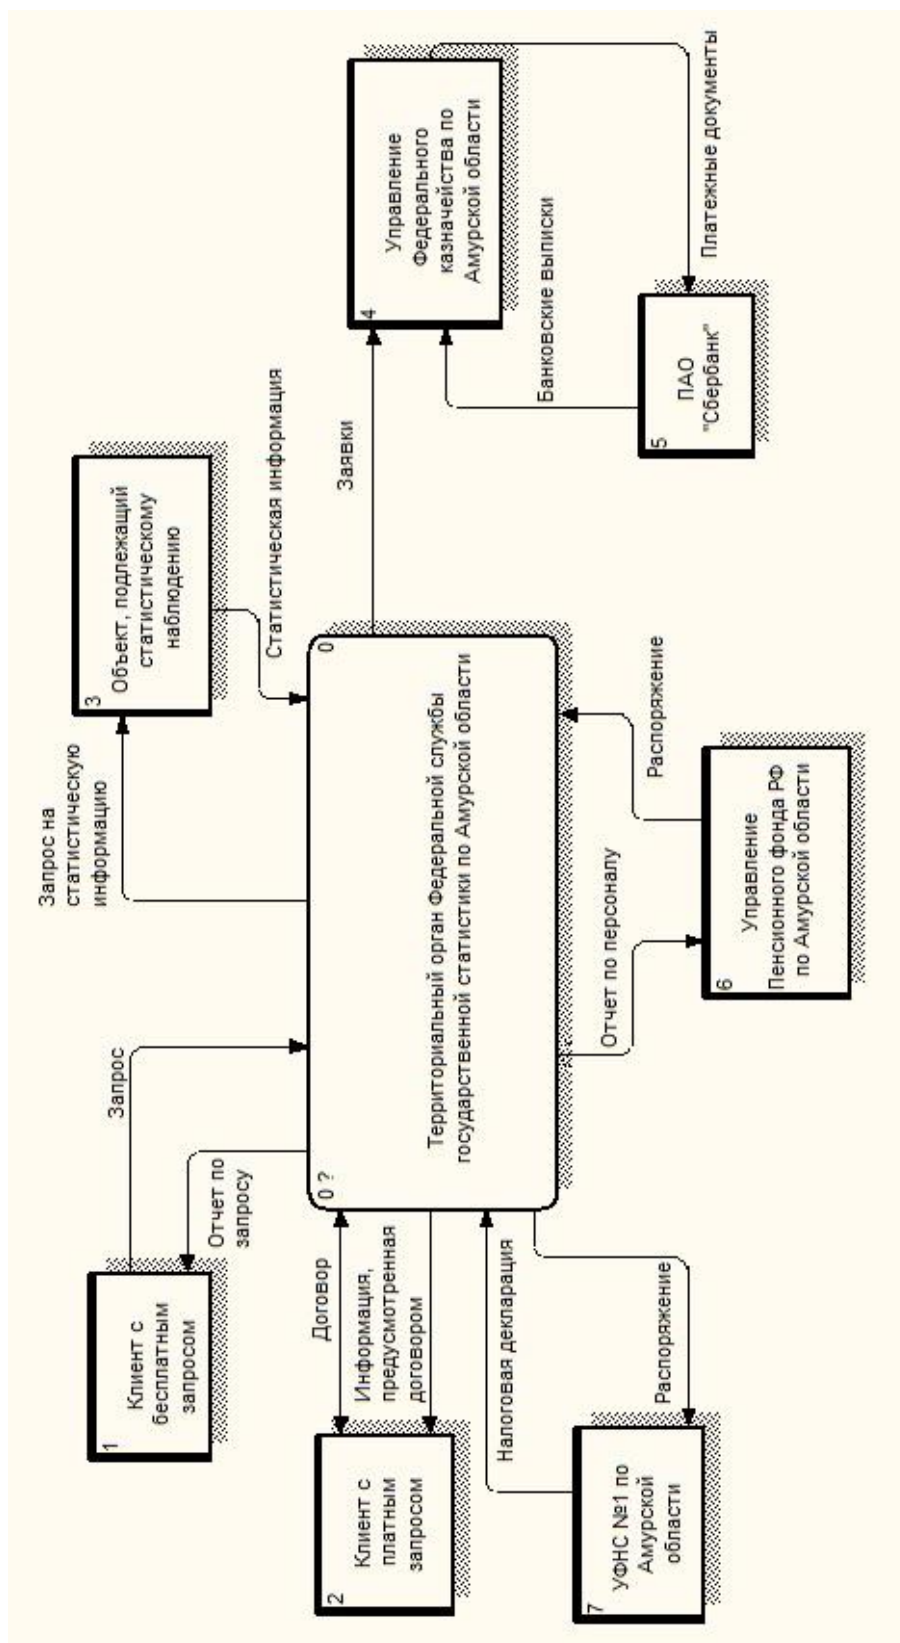 1
Клиент с
бесплатным
запросом
Запрос
Отчет по
запросу
Запрос на
статистическую
информацию
3
Объект, подлежащий
статистическому
наблюдению
Статистическая информация
2
Клиент с
платным
запросом
Договор
Информация,
предусмотренная
договором
0 ?
0
Территориальный орган Федеральной службы
государственной статистики по Амурской области
Заявки
4
Управление
Федерального
казначейства по
Амурской области
Банковские выписки
Платежные документы
5
ПАО
"Сбербанк"
7
УФНС №1 по
Амурской
области
Налоговая декларация
Распоряжение
Отчет по персоналу
Распоряжение
6
Управление
Пенсионного фонда РФ
по Амурской области